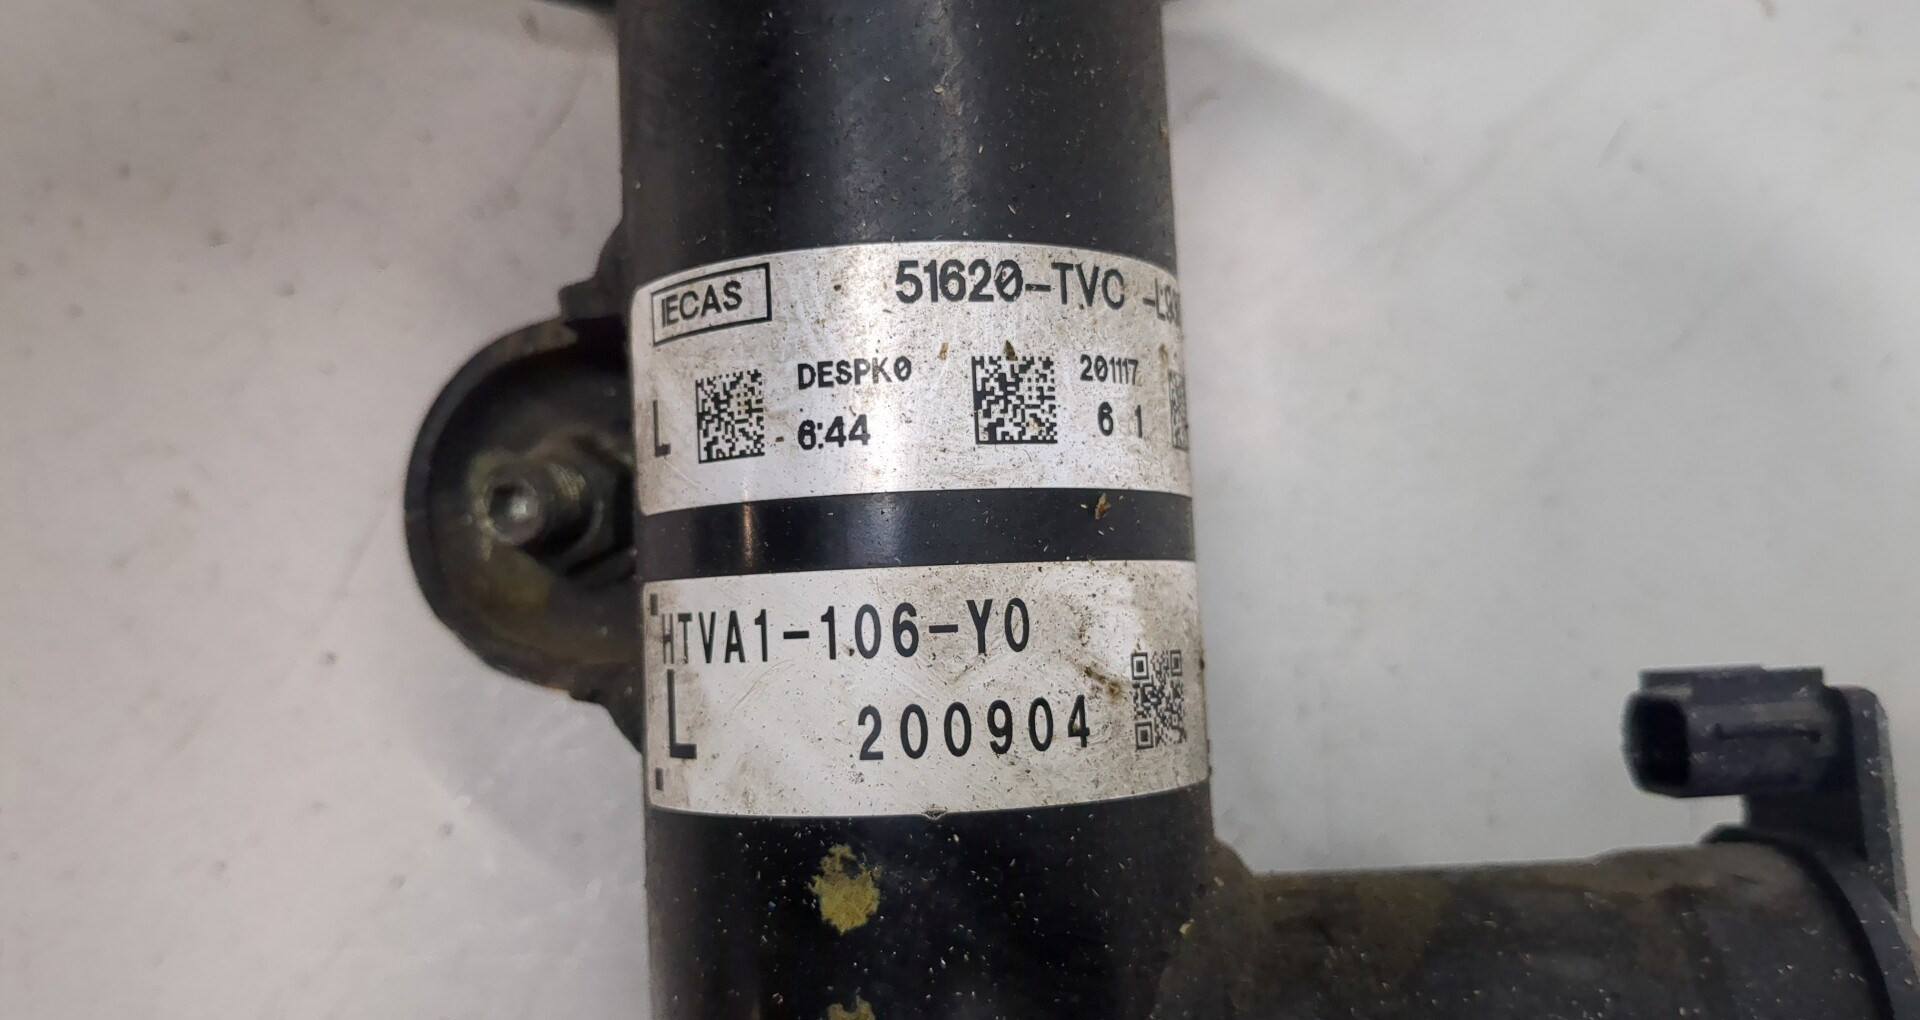 IECAS 51620-TVC
L DESPK0 201117
6:44 6 1
HTVA1-106-Y0
L 200904